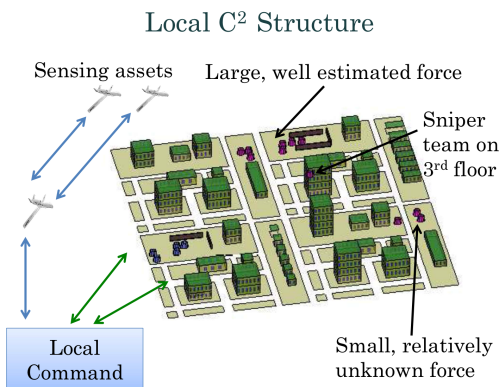 Local C² Structure
Sensing assets
Large, well estimated force
Sniper
team on
3rd floor
Local
Command
Small, relatively
unknown force